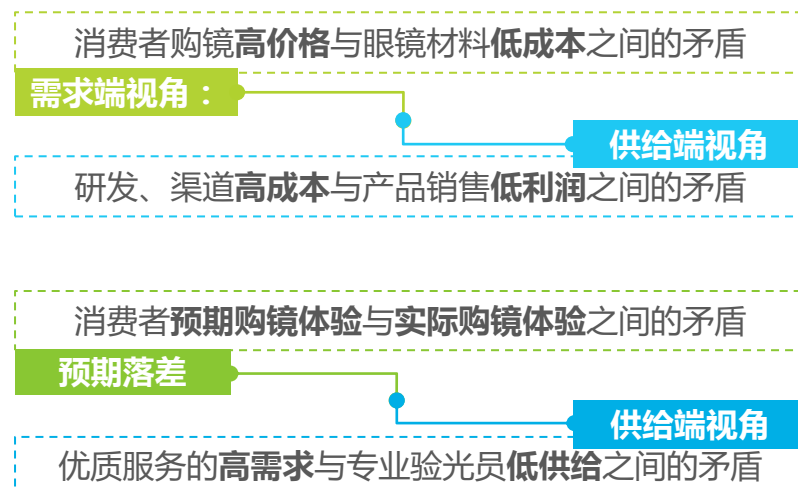 消费者购镜高价格与眼镜材料低成本之间的矛盾
需求端视角：
供给端视角
研发、渠道高成本与产品销售低利润之间的矛盾
消费者预期购镜体验与实际购镜体验之间的矛盾
预期落差
供给端视角
优质服务的高需求与专业验光员低供给之间的矛盾